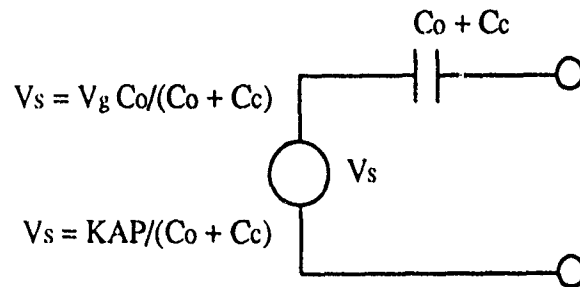 Co + Cc
Vs = Vg Co/(Co + Cc)
Vs
Vs = KAP/(Co + Cc)